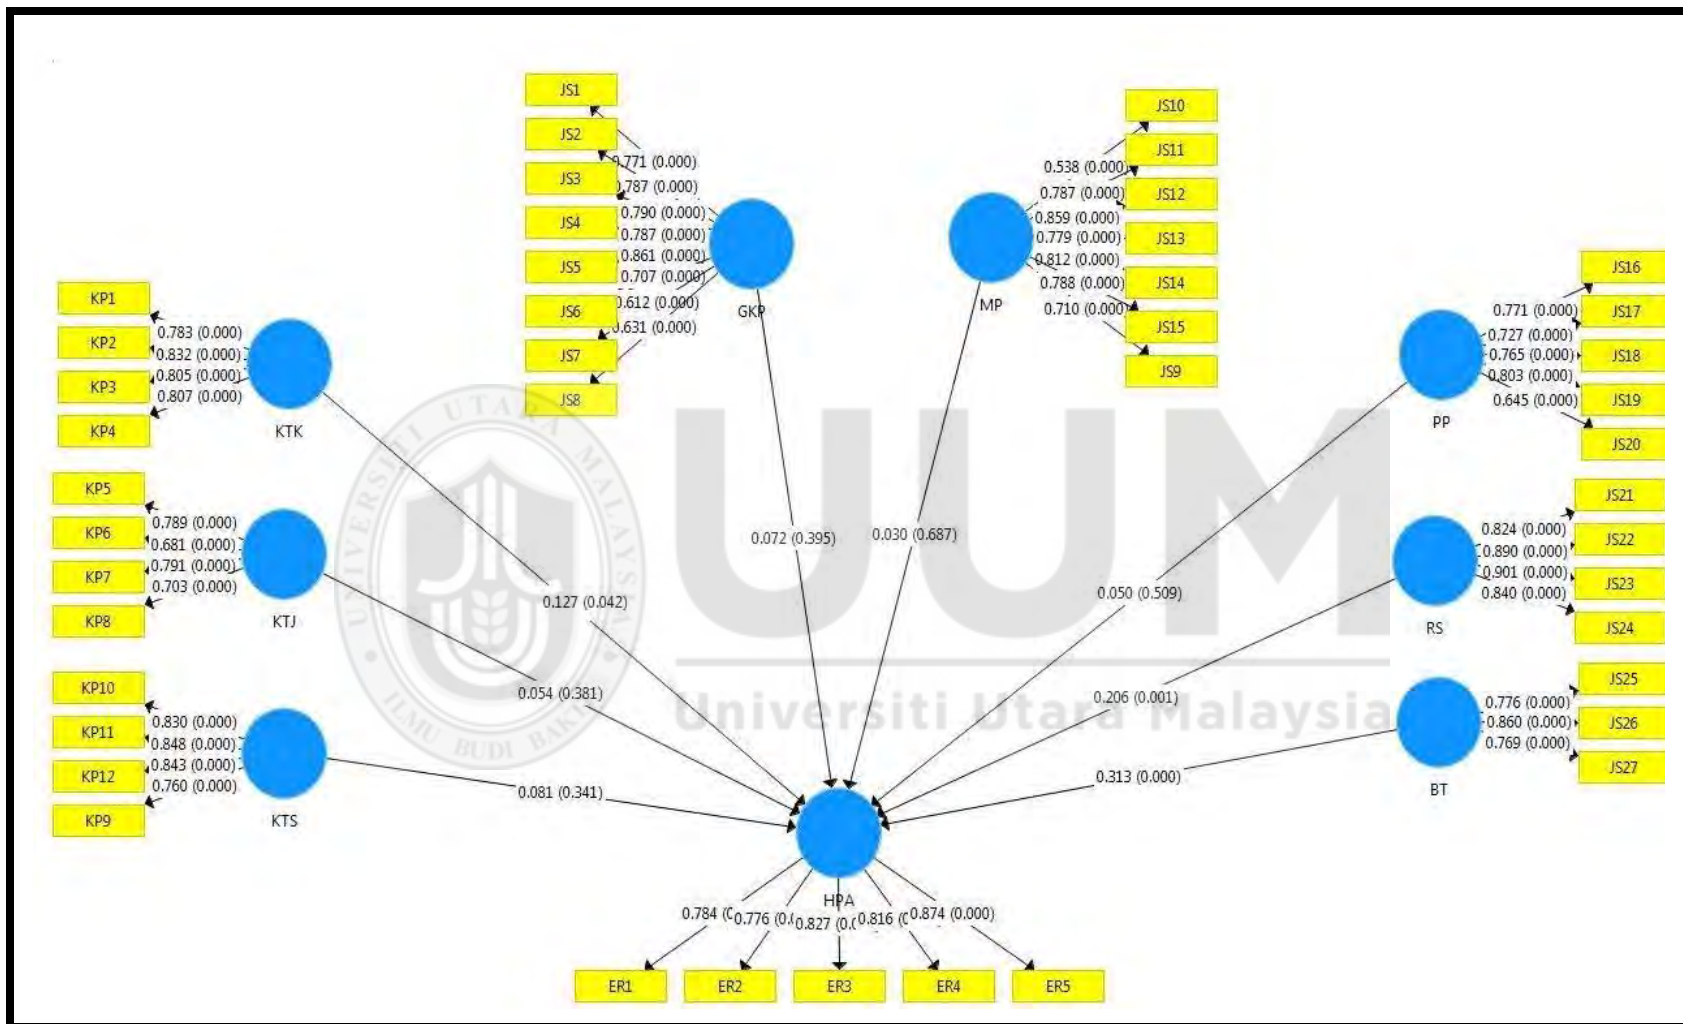 JS1
JS2
JS3
JS4
JS5
JS6
JS7
JS8
0.771 (0.000)
0.787 (0.000)
0.790 (0.000)
0.787 (0.000)
0.861 (0.000)
0.707 (0.000)
0.612 (0.000)
0.631 (0.000)
GKP
JS10
JS11
JS12
JS13
JS14
JS15
JS9
0.538 (0.000)
0.787 (0.000)
0.859 (0.000)
0.779 (0.000)
0.812 (0.000)
0.788 (0.000)
0.710 (0.000)
MP
KP1
KP2
KP3
KP4
0.783 (0.000)
0.832 (0.000)
0.805 (0.000)
0.807 (0.000)
KTK
KP5
KP6
KP7
KP8
0.789 (0.000)
0.681 (0.000)
0.791 (0.000)
0.703 (0.000)
KTJ
KP10
KP11
KP12
KP9
0.830 (0.000)
0.848 (0.000)
0.843 (0.000)
0.760 (0.000)
KTS
JS16
JS17
JS18
JS19
JS20
0.771 (0.000)
0.727 (0.000)
0.765 (0.000)
0.803 (0.000)
0.645 (0.000)
PP
JS21
JS22
JS23
JS24
0.824 (0.000)
0.890 (0.000)
0.901 (0.000)
0.840 (0.000)
RS
JS25
JS26
JS27
0.776 (0.000)
0.860 (0.000)
0.769 (0.000)
BT
0.072 (0.395)
0.030 (0.687)
0.127 (0.042)
0.050 (0.509)
0.054 (0.381)
0.206 (0.001)
0.081 (0.341)
0.313 (0.000)
HPA
0.784 (0
0.776 (0.0
0.827 (0.0
0.816 (0
0.874 (0.000)
ER1
ER2
ER3
ER4
ER5
UNIVERSITI UTARA MALAYSIA
ILMU BUDI BAKTI
UUM
Universiti Utara Malaysia